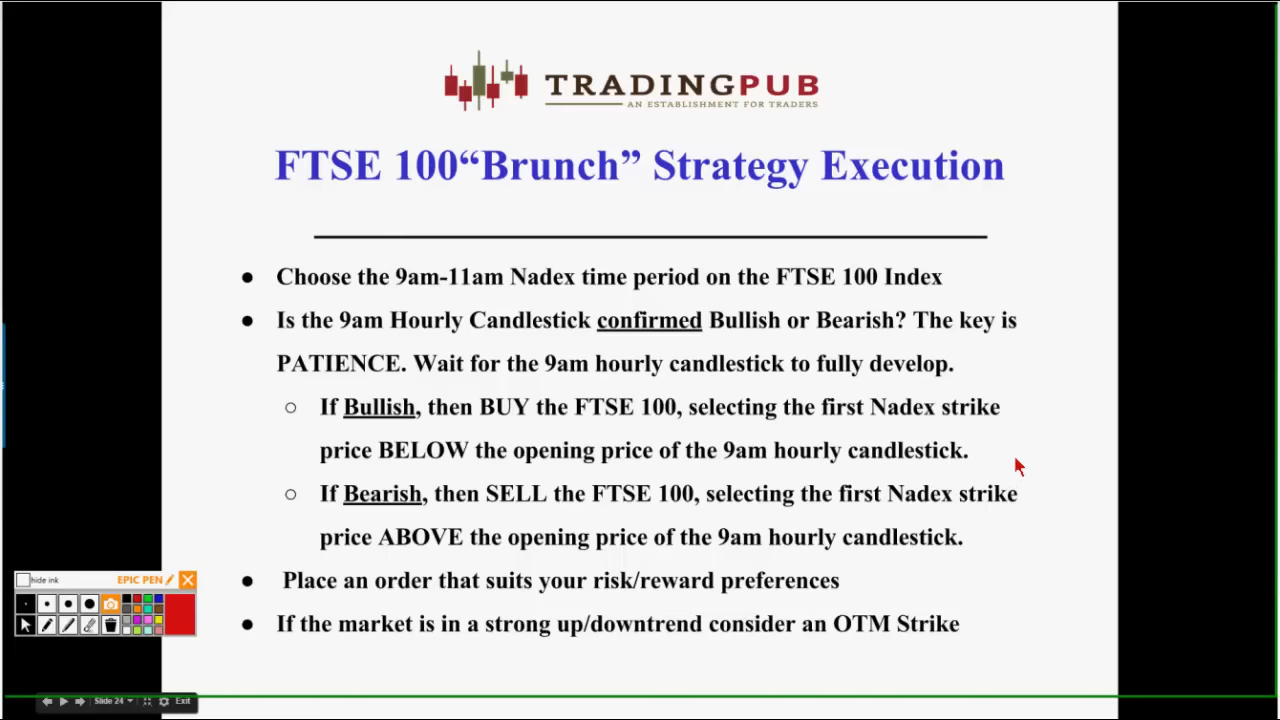 TRADINGPUB
AN ESTABLISHMENT FOR TRADERS
FTSE 100“Brunch” Strategy Execution
● Choose the 9am-11am Nadex time period on the FTSE 100 Index
● Is the 9am Hourly Candlestick confirmed Bullish or Bearish? The key is
PATIENCE. Wait for the 9am hourly candlestick to fully develop.
○ If Bullish, then BUY the FTSE 100, selecting the first Nadex strike
price BELOW the opening price of the 9am hourly candlestick.
○ If Bearish, then SELL the FTSE 100, selecting the first Nadex strike
price ABOVE the opening price of the 9am hourly candlestick.
● Place an order that suits your risk/reward preferences
● If the market is in a strong up/downtrend consider an OTM Strike
hide ink EPIC PEN
Slide 24 Exit